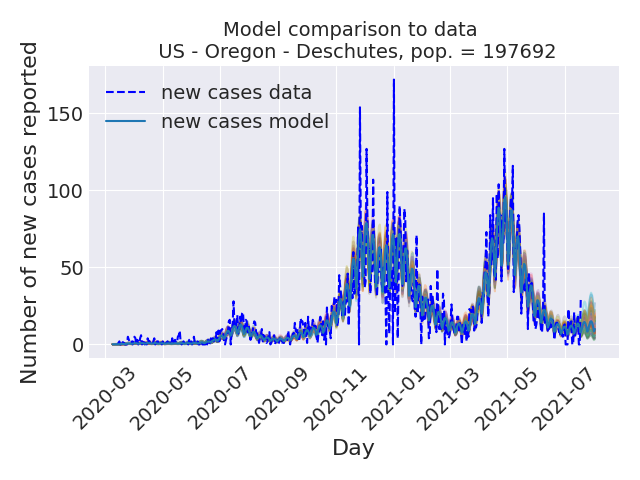 Model comparison to data
US - Oregon - Deschutes, pop. = 197692
new cases data
new cases model
Number of new cases reported
150
100
50
0
2020-03
2020-05
2020-07
2020-09
2020-11
2021-01
2021-03
2021-05
2021-07
Day